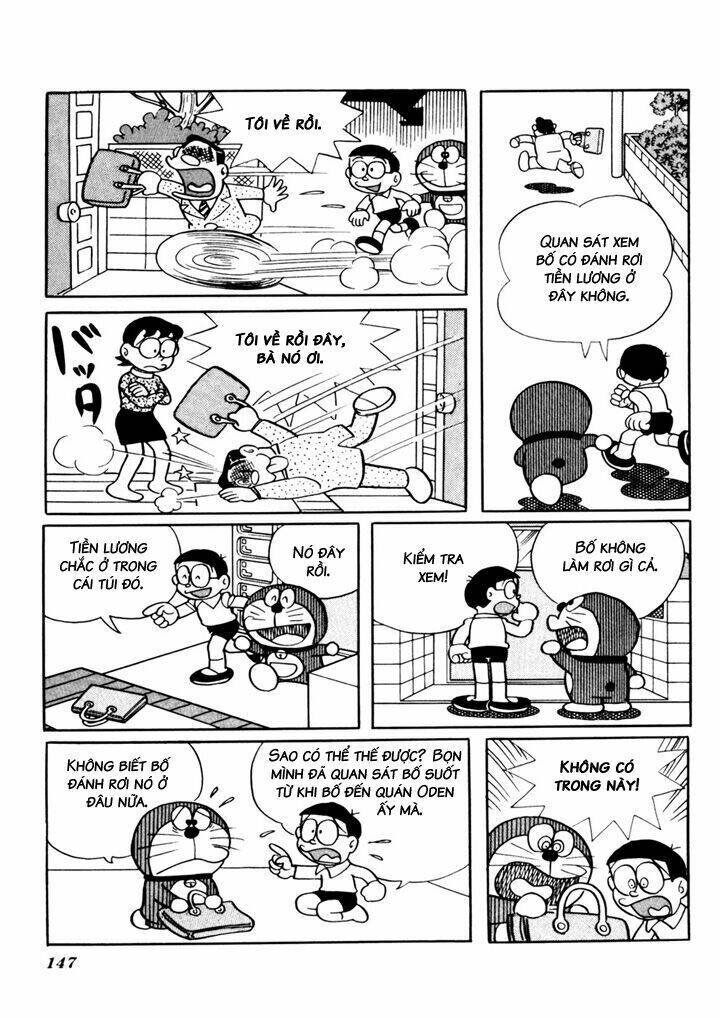 QUAN SÁT XEM
BỐ CÓ ĐÁNH RƠI
TIỀN LƯƠNG Ở
ĐÂY KHÔNG.
TÔI VỀ RỒI.
TÔI VỀ RỒI ĐÂY,
BÀ NÓ ƠI.
ドタッ
BỐ KHÔNG
LÀM RƠI GÌ CẢ.
KIỂM TRA
XEM!
NÓ ĐÂY
RỒI.
TIỀN LƯƠNG
CHẮC Ở TRONG
CÁI TÚI ĐÓ.
KHÔNG CÓ
TRONG NÀY!
SAO CÓ THỂ THẾ ĐƯỢC? BỌN
MÌNH ĐÃ QUAN SÁT BỐ SUỐT
TỪ KHI BỐ ĐẾN QUÁN ODEN
ẤY MÀ.
KHÔNG BIẾT BỐ
ĐÁNH RƠI NÓ Ở
ĐÂU NỮA.
147